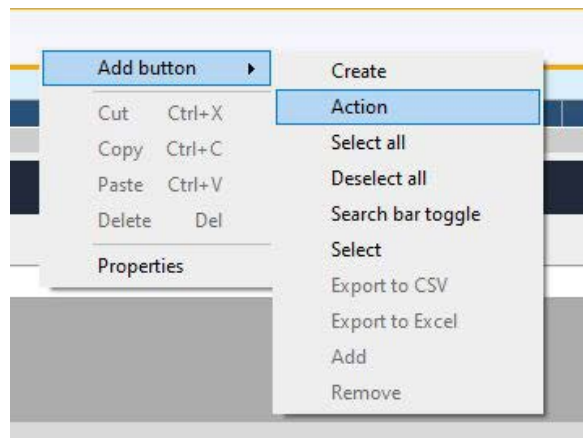 Add button
Cut Ctrl+X
Copy Ctrl+C
Paste Ctrl+V
Delete Del
Properties
Create
Action
Select all
Deselect all
Search bar toggle
Select
Export to CSV
Export to Excel
Add
Remove